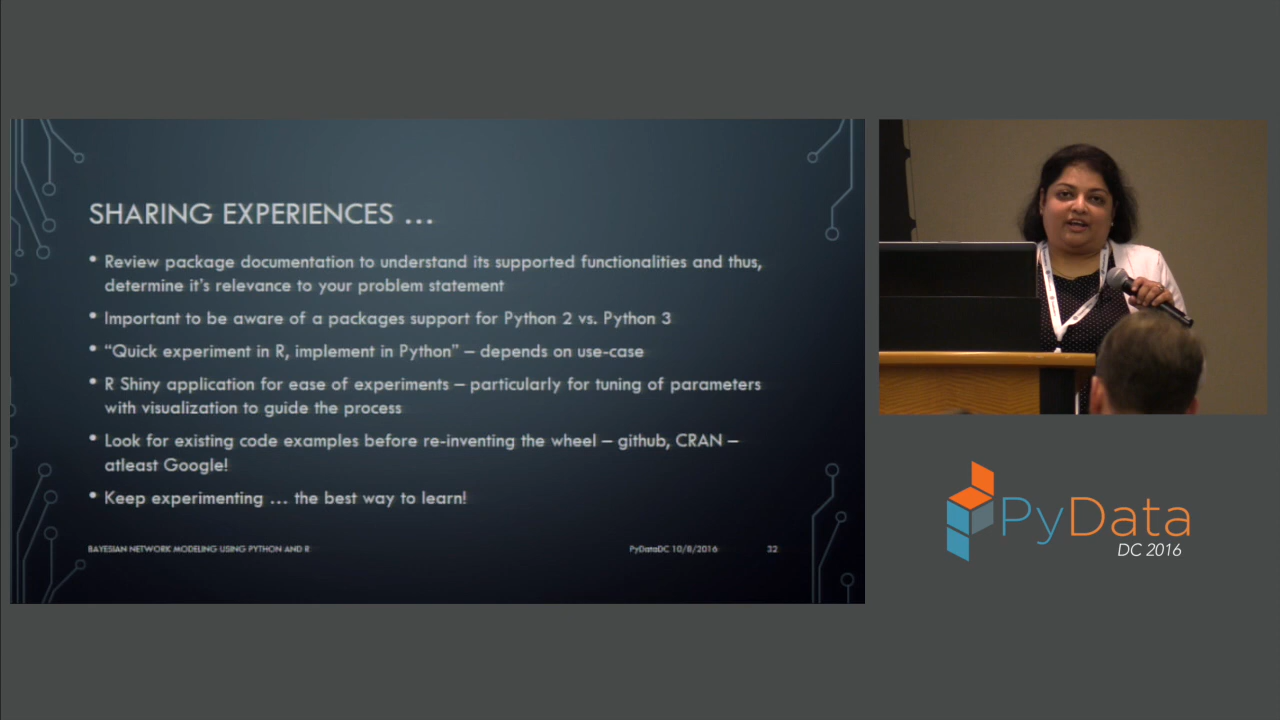 SHARING EXPERIENCES ...
• Review package documentation to understand its supported functionalities and thus,
determine it's relevance to your problem statement
• Important to be aware of a packages support for Python 2 vs. Python 3
• "Quick experiment in R, implement in Python" – depends on use-case
• R Shiny application for ease of experiments – particularly for tuning of parameters
with visualization to guide the process
• Look for existing code examples before re-inventing the wheel – github, CRAN –
atleast Google!
• Keep experimenting ... the best way to learn!
BAYESIAN NETWORK MODELING USING PYTHON AND R
PyDataDC 10/8/2016
32
PyData
DC 2016